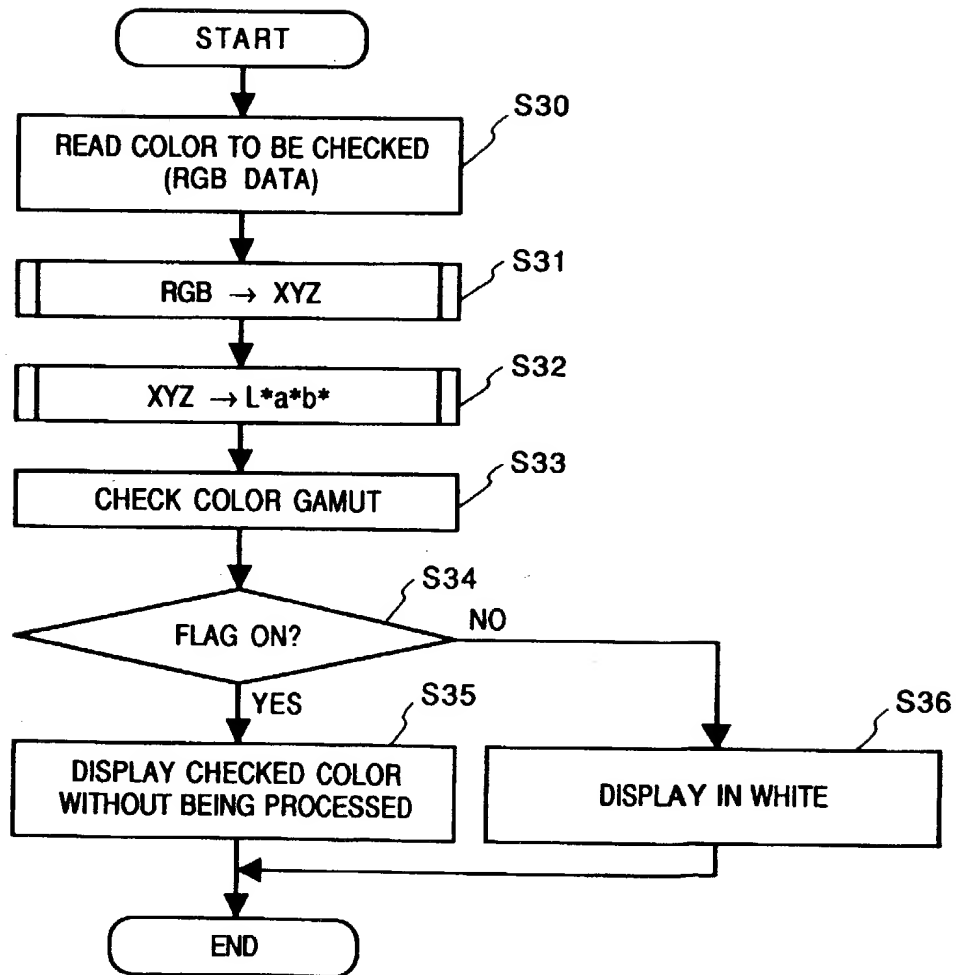 START
S30
READ COLOR TO BE CHECKED
(RGB DATA)
S31
RGB → XYZ
S32
XYZ → L*a*b*
S33
CHECK COLOR GAMUT
S34
FLAG ON?
NO
YES
S35
S36
DISPLAY CHECKED COLOR
WITHOUT BEING PROCESSED
DISPLAY IN WHITE
END